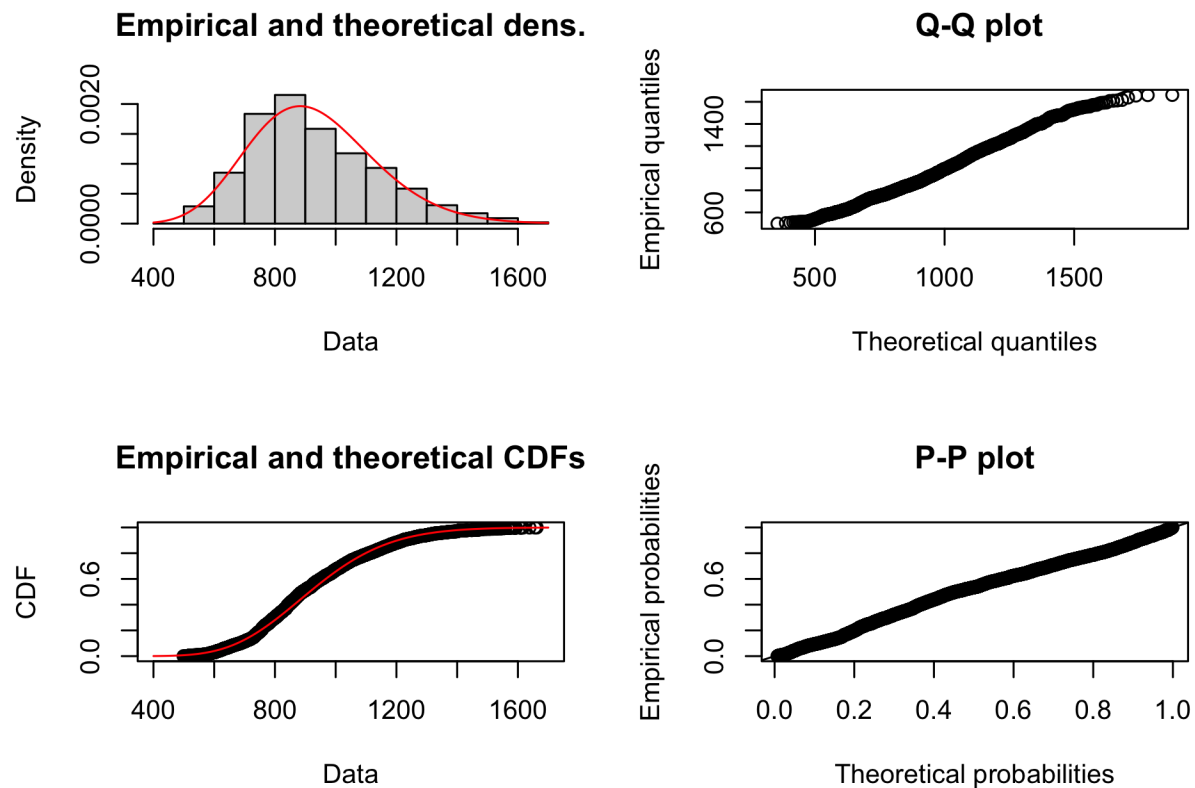 Empirical and theoretical dens.
Density
0.0000 0.0020
400 800 1200 1600
Data
Q-Q plot
Empirical quantiles
600 1400
500 1000 1500
Theoretical quantiles
Empirical and theoretical CDFs
CDF
0.0 0.6
400 800 1200 1600
Data
P-P plot
Empirical probabilities
0.0 0.6
0.0 0.2 0.4 0.6 0.8 1.0
Theoretical probabilities